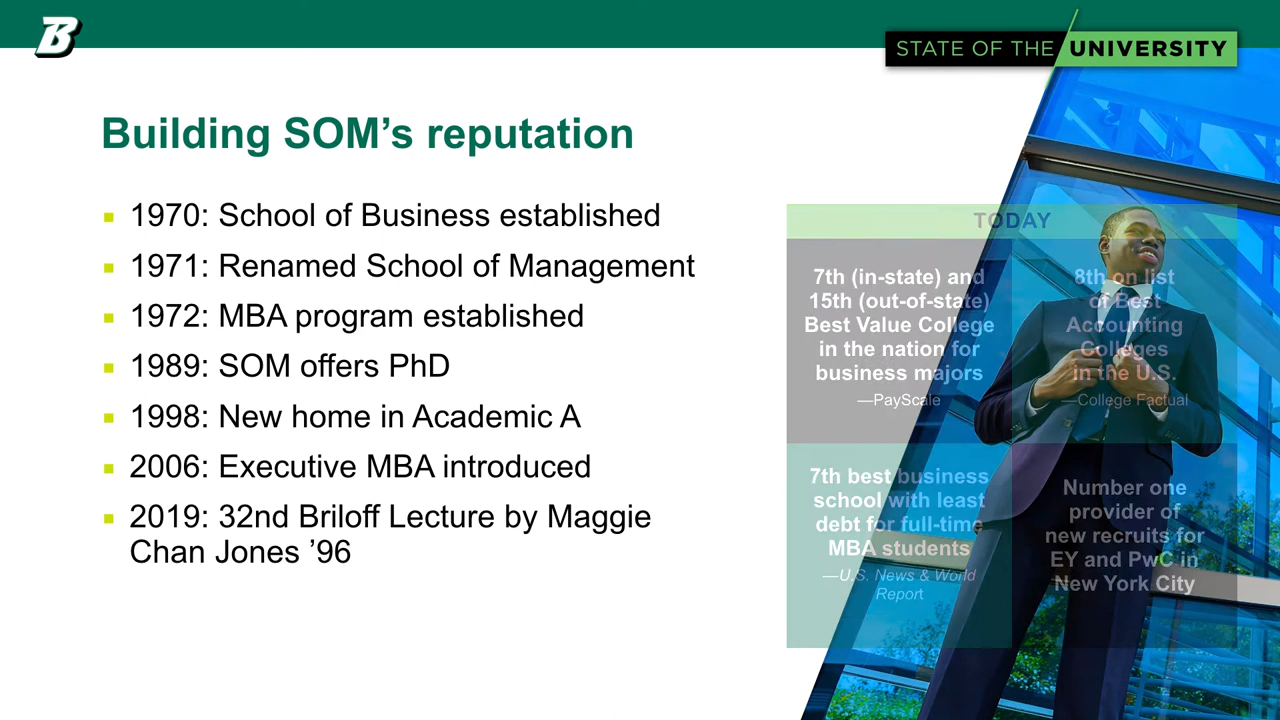 B
STATE OF THE UNIVERSITY
Building SOM’s reputation
1970: School of Business established
1971: Renamed School of Management
1972: MBA program established
1989: SOM offers PhD
1998: New home in Academic A
2006: Executive MBA introduced
2019: 32nd Briloff Lecture by Maggie
Chan Jones ’96
TODAY
7th (in-state) and
15th (out-of-state)
Best Value College
in the nation for
business majors
—PayScale
8th on list
of Best
Accounting
Colleges
in the U.S.
—College Factual
7th best business
school with least
debt for full-time
MBA students
—U.S. News & World
Report
Number one
provider of
new recruits for
EY and PwC in
New York City